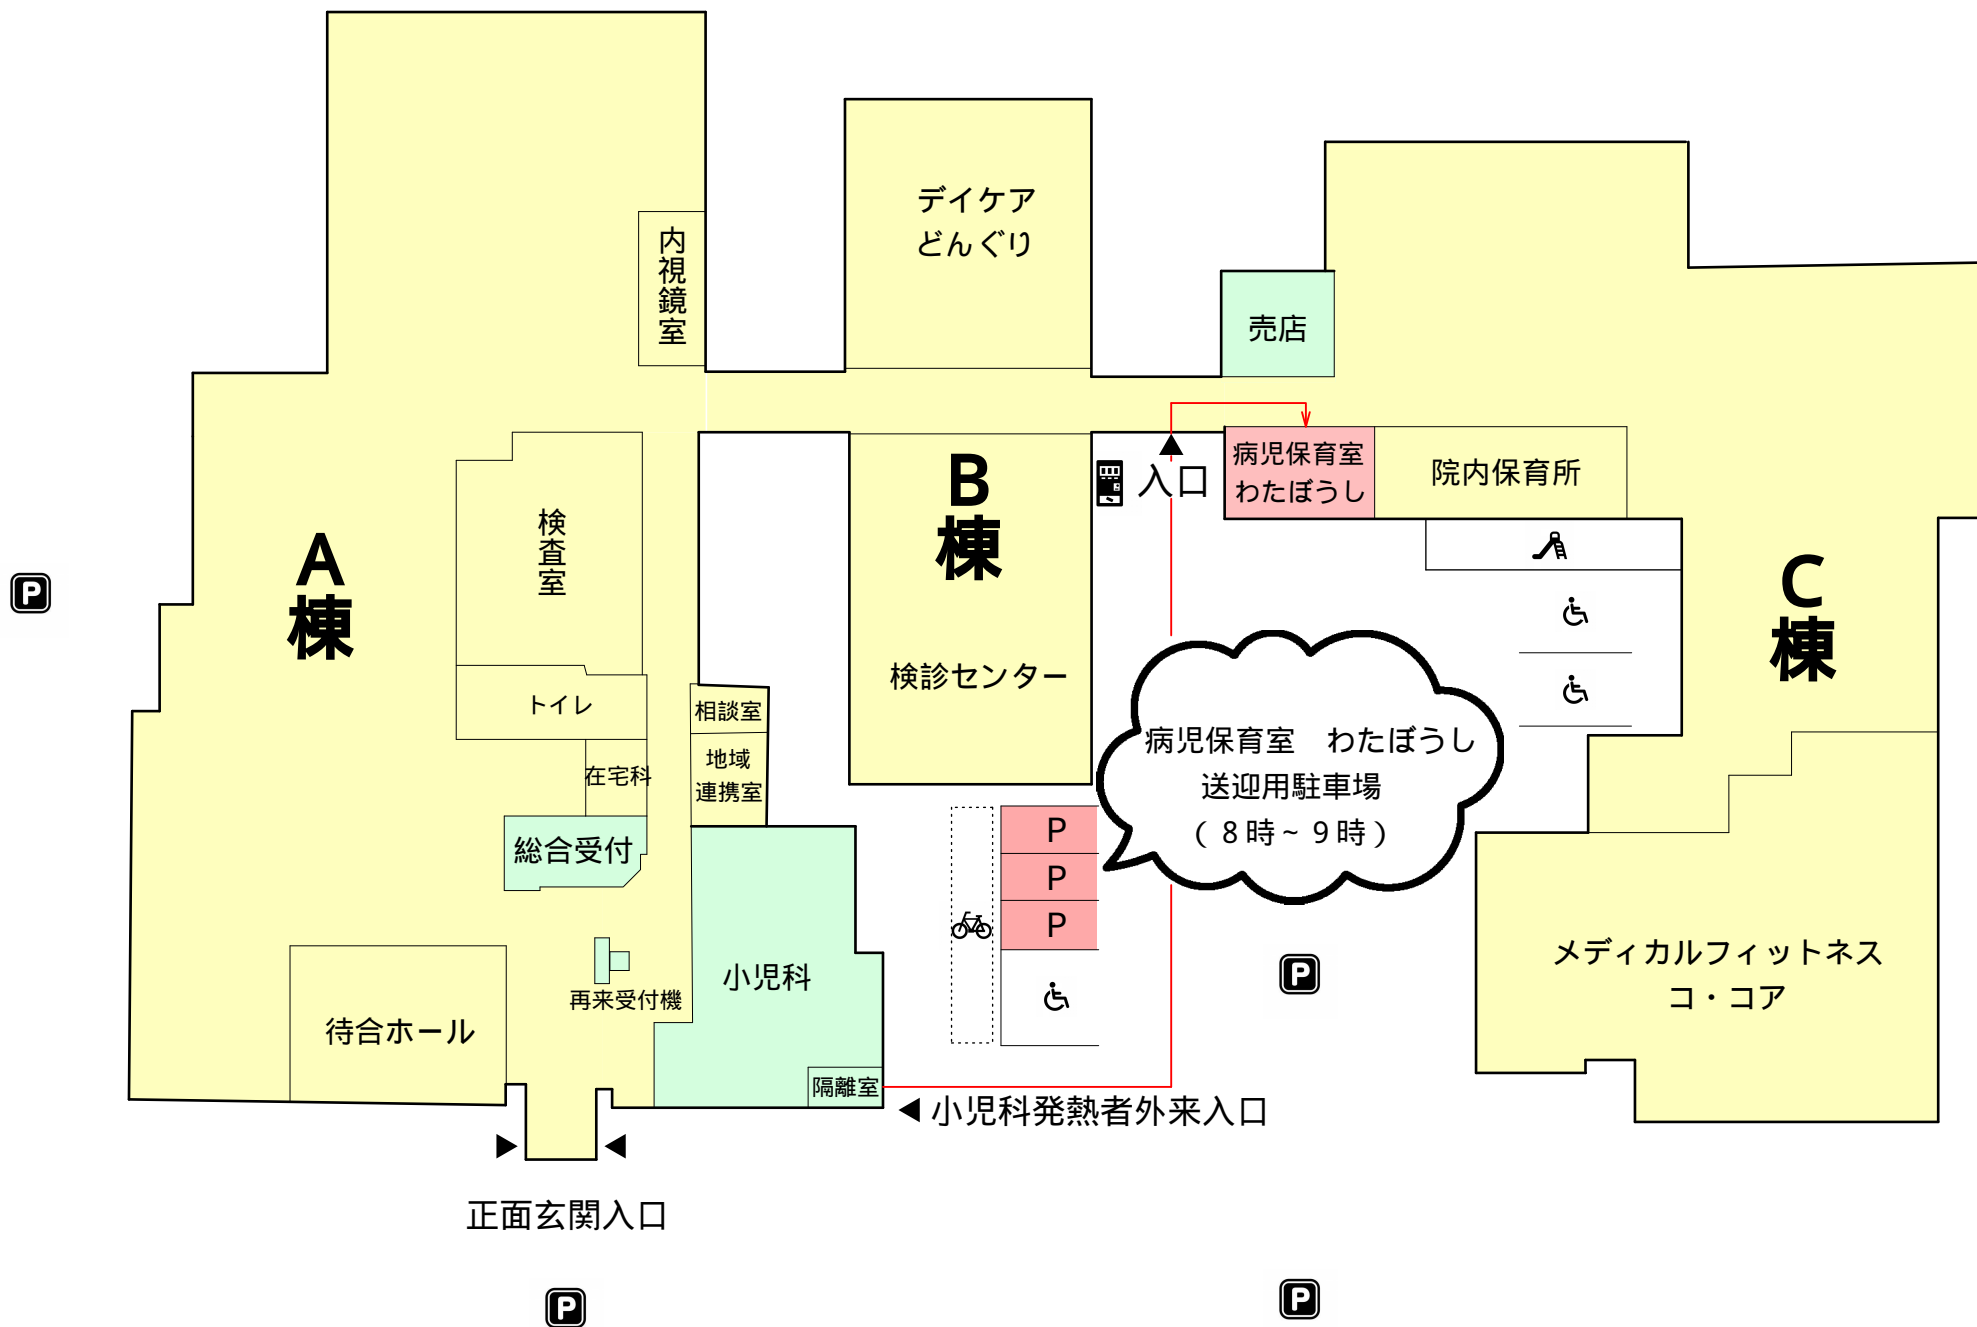 デイケア
どんぐり
内視鏡室
売店
病児保育室
わたぼうし
院内保育所
入口
A棟
B棟
C棟
検査室
検診センター
トイレ
相談室
地域
連携室
在宅科
総合受付
病児保育室　わたぼうし
送迎用駐車場
（８時~９時）
P
P
P
小児科
再来受付機
待合ホール
隔離室
メディカルフィットネス
コ・コア
小児科発熱者外来入口
正面玄関入口
P
P
P
P